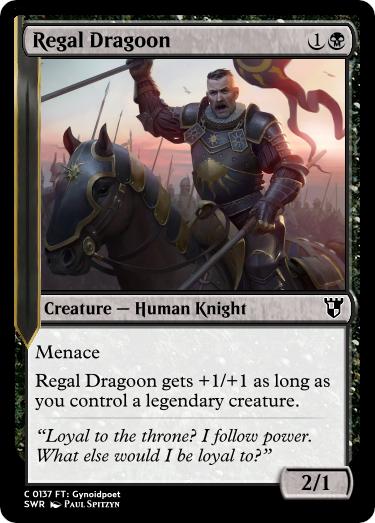 Regal Dragoon 1
Creature — Human Knight
Menace
Regal Dragoon gets +1/+1 as long as
you control a legendary creature.
“Loyal to the throne? I follow power.
What else would I be loyal to?”
2/1
C 0137 FT: Gynoidpoet
SWR Paul Spitzyn